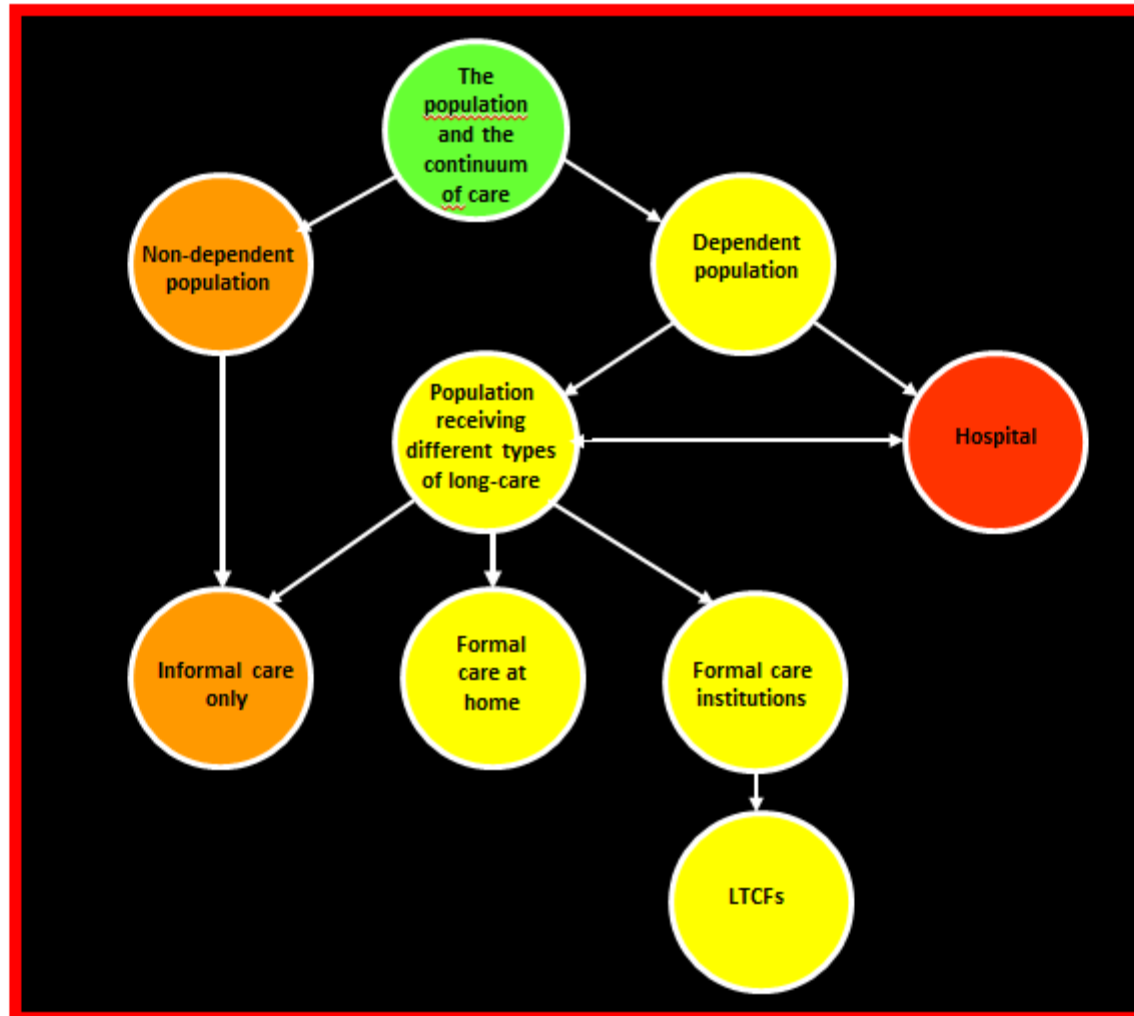 The
population
and the
continuum
of care
Non-dependent
population
Dependent
population
Population
receiving
different types
of long-care
Hospital
Informal care
only
Formal
care at
home
Formal care
institutions
LTCFs